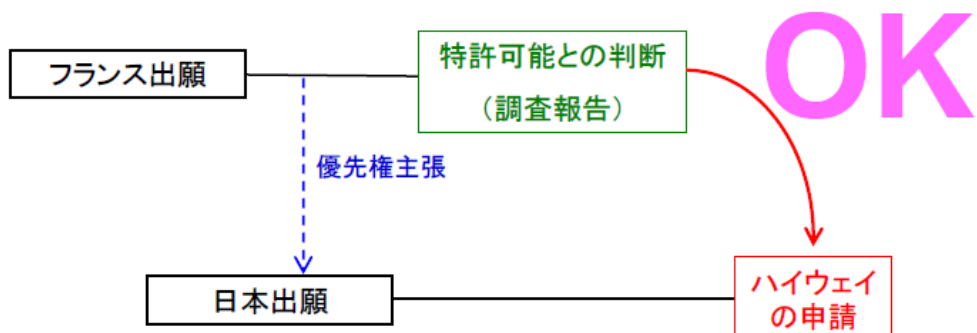 OK
特許可能との判断
(調査報告)
フランス出願
優先権主張
日本出願
ハイウェイ
の申請